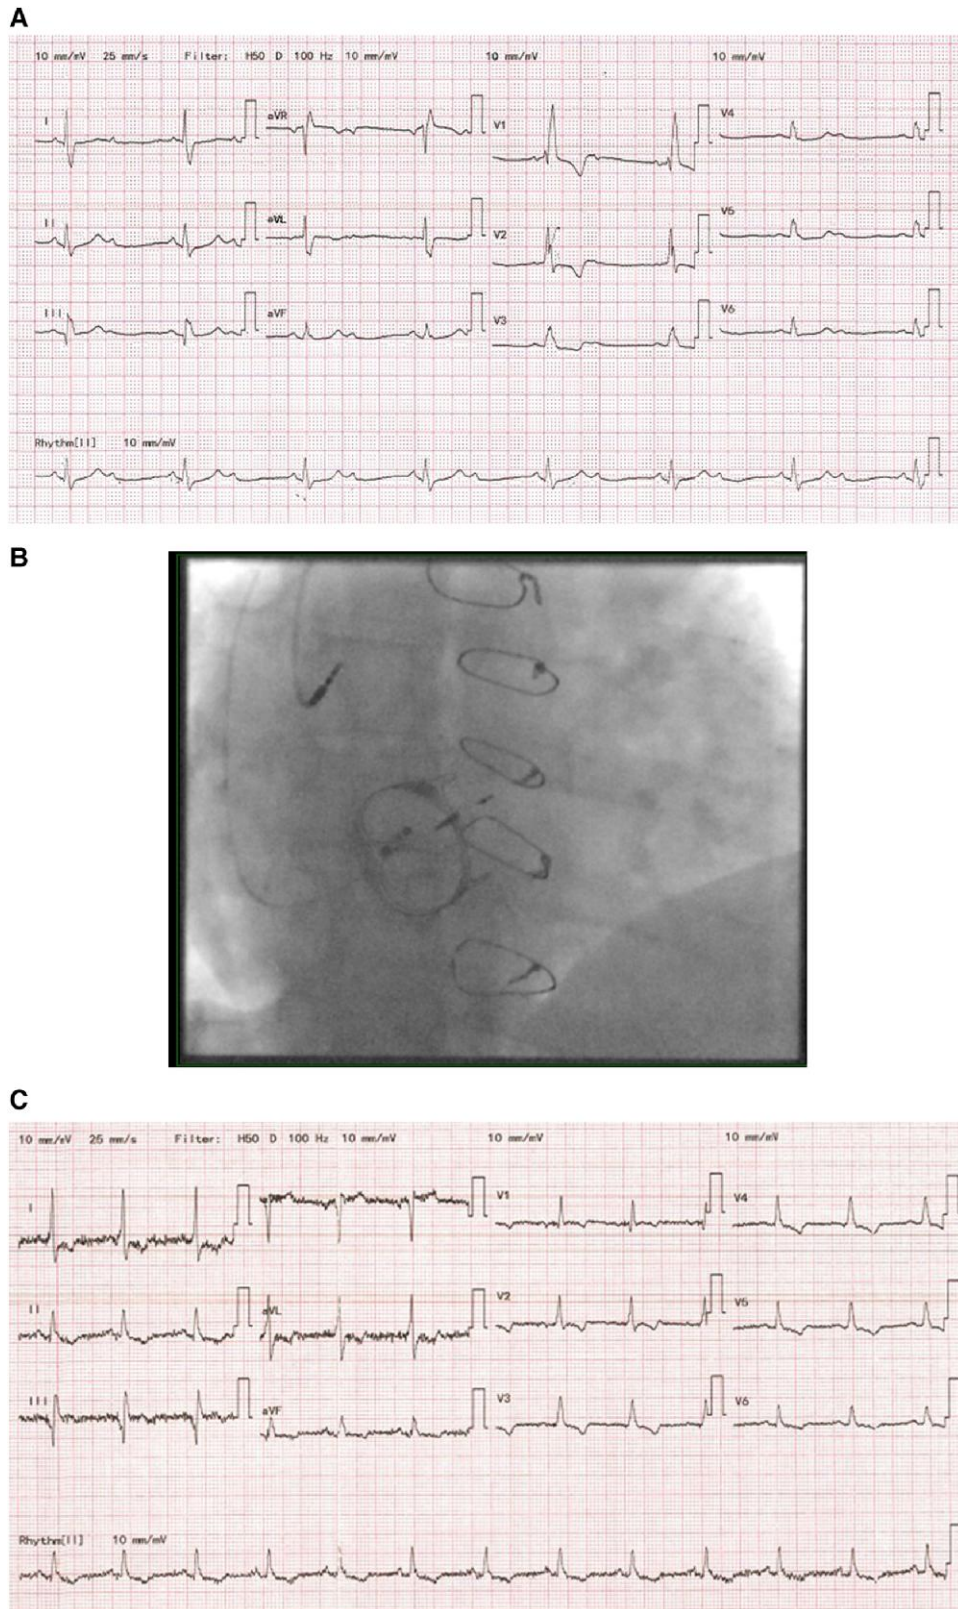 A
10 mm/mV 25 mm/s Filter: H50 D 100 Hz 10 mm/mV 10 mm/mV 10 mm/mV
I aVR V1 V4
II aVL V2 V5
III aVF V3 V6
Rhythm[II] 10 mm/mV
B
C
10 mm/mV 25 mm/s Filter: H50 D 100 Hz 10 mm/mV 10 mm/mV 10 mm/mV
I V1 V4
II aVL V2 V5
III aVF V3 V6
Rhythm[II] 10 mm/mV